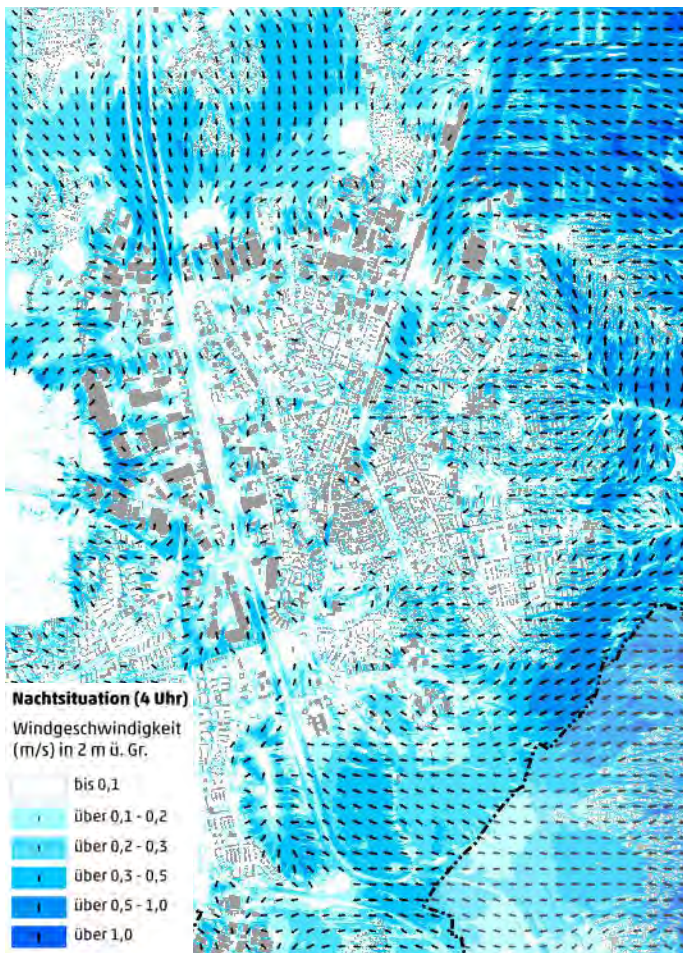 Nachtsituation (4 Uhr)
Windgeschwindigkeit
(m/s) in 2 m ü. Gr.
bis 0,1
über 0,1 - 0,2
über 0,2 - 0,3
über 0,3 - 0,5
über 0,5 - 1,0
über 1,0